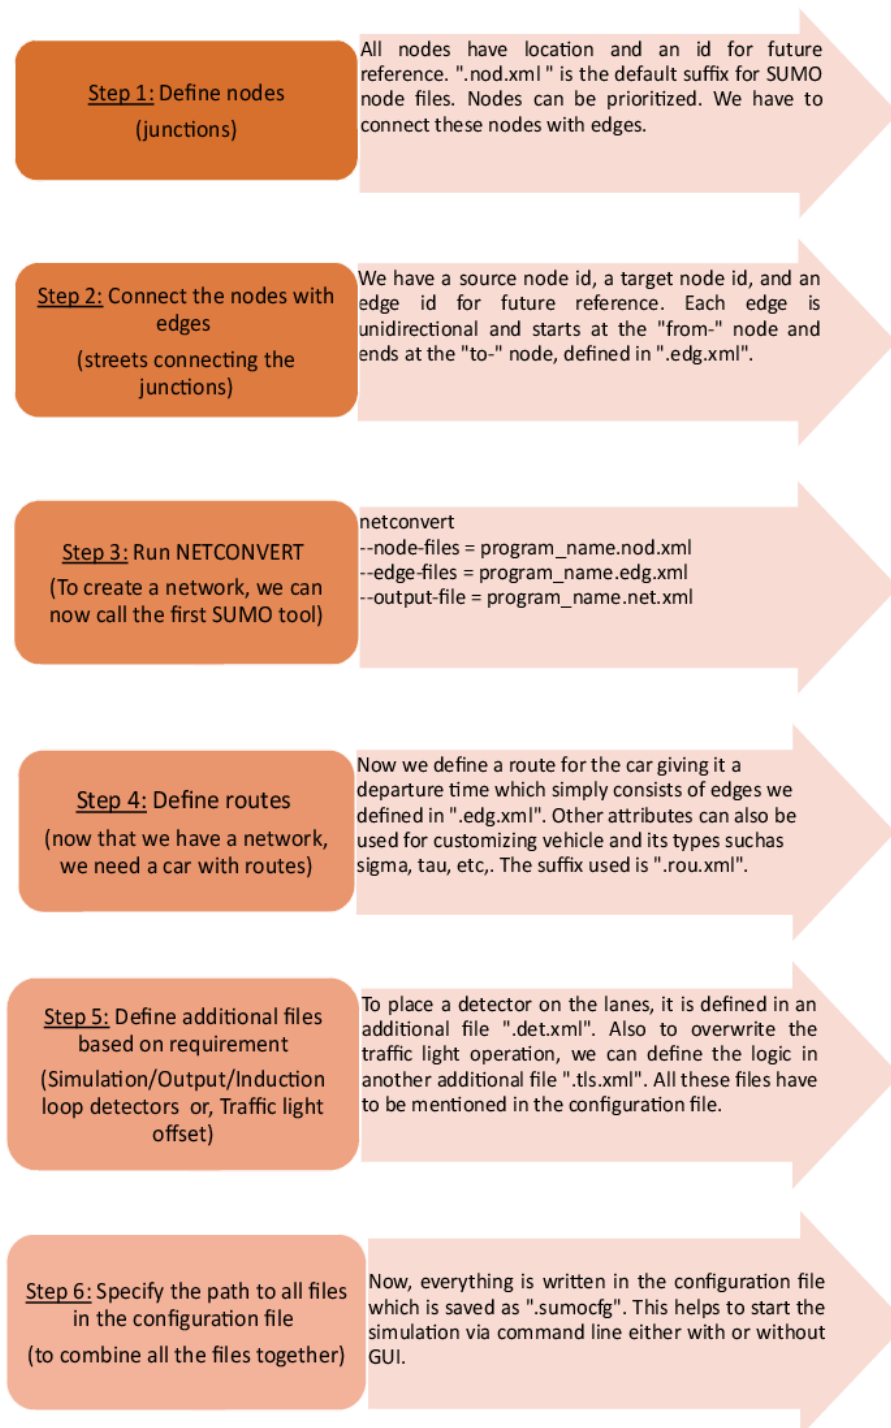 Step 1: Define nodes
(junctions)
All nodes have location and an id for future
reference. ".nod.xml " is the default suffix for SUMO
node files. Nodes can be prioritized. We have to
connect these nodes with edges.
Step 2: Connect the nodes with
edges
(streets connecting the
junctions)
We have a source node id, a target node id, and an
edge id for future reference. Each edge is
unidirectional and starts at the "from-" node and
ends at the "to-" node, defined in ".edg.xml".
Step 3: Run NETCONVERT
(To create a network, we can
now call the first SUMO tool)
netconvert
--node-files = program_name.nod.xml
--edge-files = program_name.edg.xml
--output-file = program_name.net.xml
Step 4: Define routes
(now that we have a network,
we need a car with routes)
Now we define a route for the car giving it a
departure time which simply consists of edges we
defined in ".edg.xml". Other attributes can also be
used for customizing vehicle and its types suchas
sigma, tau, etc,. The suffix used is ".rou.xml".
Step 5: Define additional files
based on requirement
(Simulation/Output/Induction
loop detectors or, Traffic light
offset)
To place a detector on the lanes, it is defined in an
additional file ".det.xml". Also to overwrite the
traffic light operation, we can define the logic in
another additional file ".tls.xml". All these files have
to be mentioned in the configuration file.
Step 6: Specify the path to all files
in the configuration file
(to combine all the files together)
Now, everything is written in the configuration file
which is saved as ".sumocfg". This helps to start the
simulation via command line either with or without
GUI.